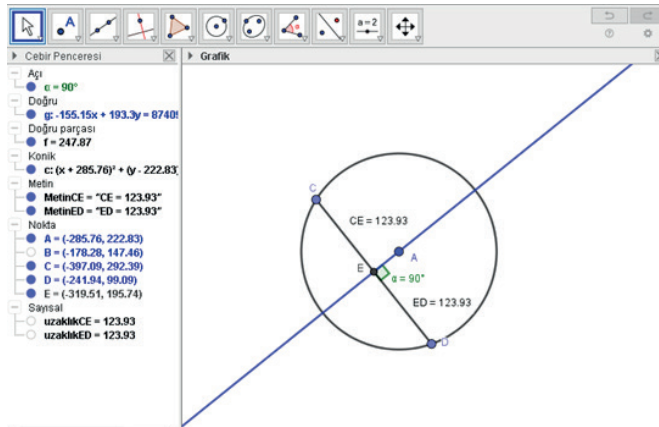 a=2
Cebir Penceresi
Grafik
Açı
α = 90°
Doğru
g: -155.15x + 193.3y = 8740
Doğru parçası
f = 247.87
Konik
c: (x + 285.76)² + (y - 222.83)
Metin
MetinCE = "CE = 123.93"
MetinED = "ED = 123.93"
Nokta
A = (-285.76, 222.83)
B = (-178.28, 147.46)
C = (-397.09, 292.39)
D = (-241.94, 99.09)
E = (-319.51, 195.74)
Sayısal
uzaklıkCE = 123.93
uzaklıkED = 123.93
C
CE = 123.93
A
E
α = 90°
ED = 123.93
D